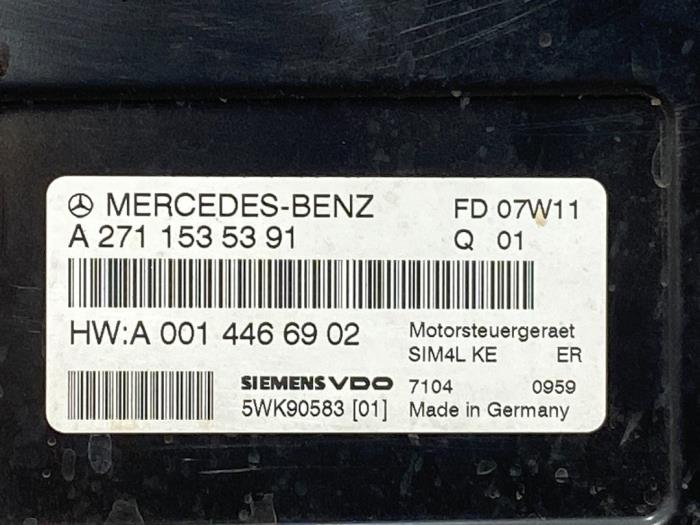 MERCEDES-BENZ FD 07W11
A 271 153 53 91 Q 01
HW:A 001 446 69 02 Motorsteuergeraet
SIM4L KE ER
SIEMENS VDO 7104 0959
5WK90583 [01] Made in Germany